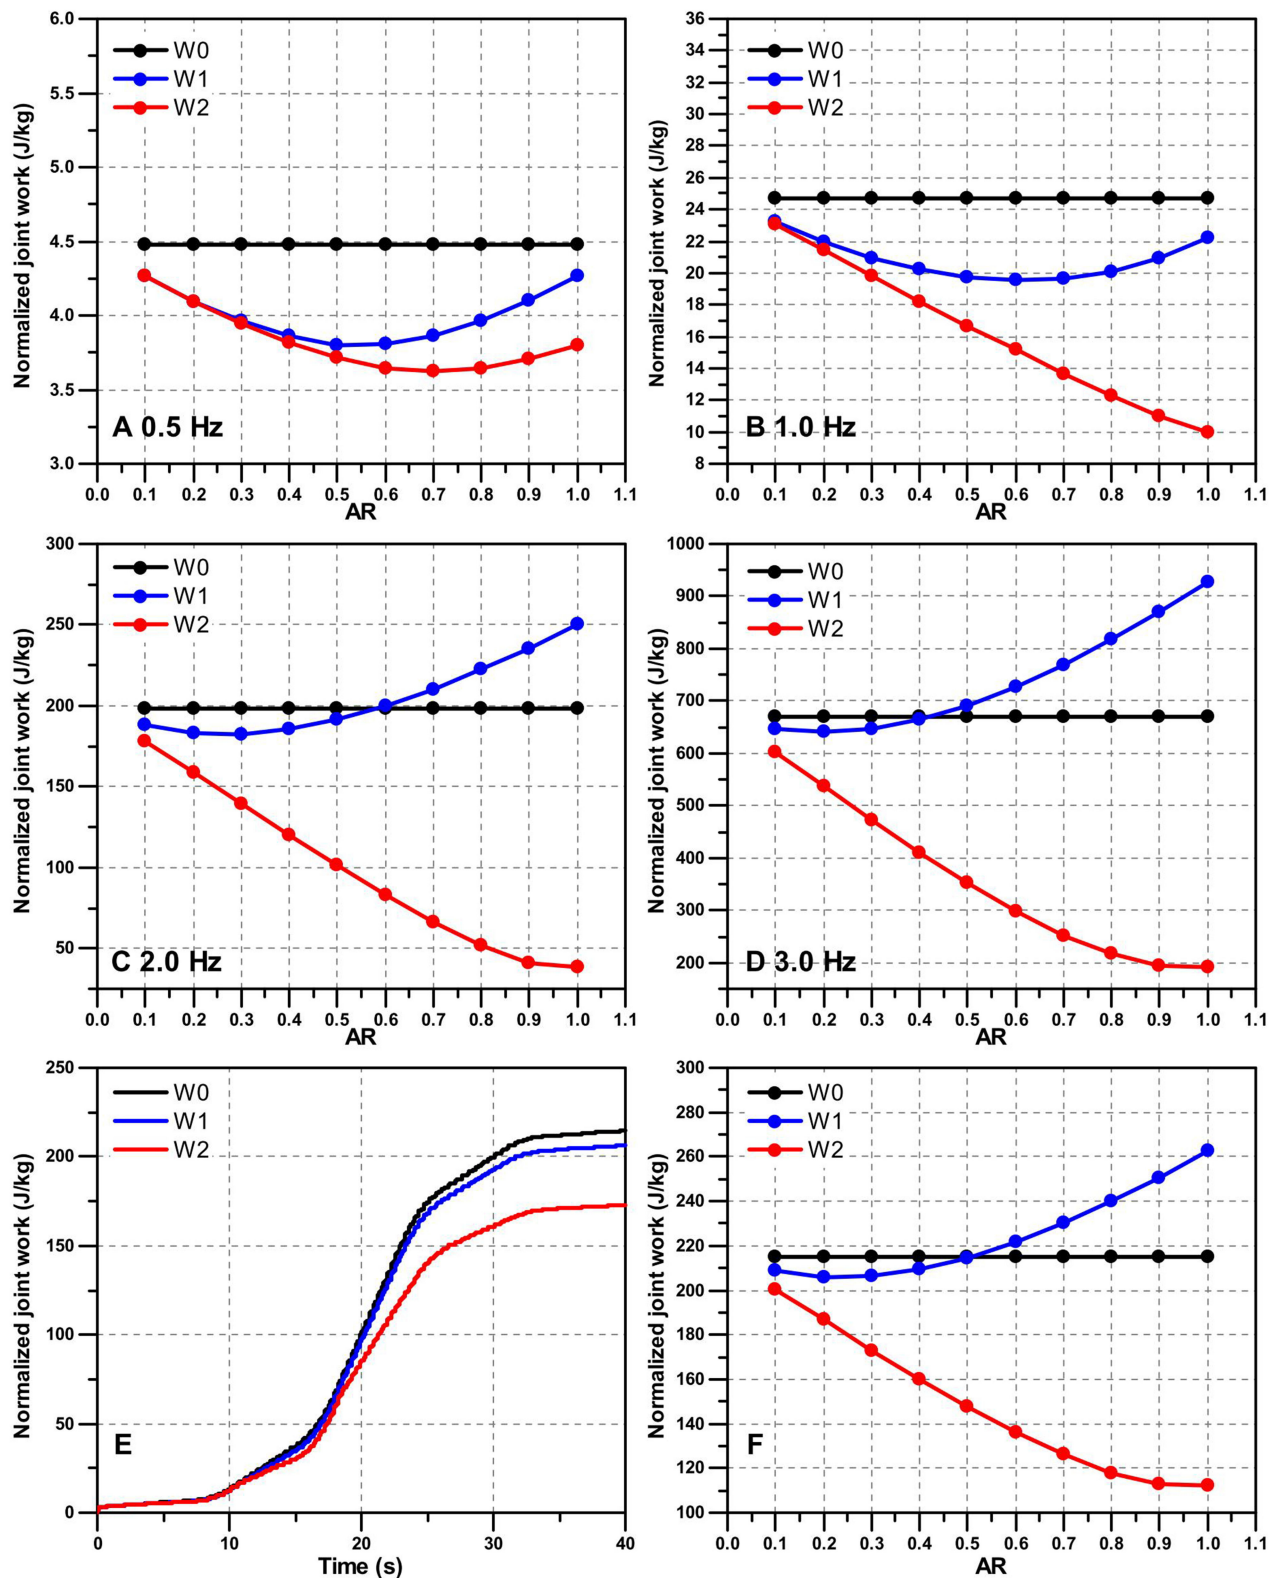 Normalized joint work (J/kg)
6.0
5.5
5.0
4.5
4.0
3.5
3.0
W0
W1
W2
A 0.5 Hz
0.0 0.1 0.2 0.3 0.4 0.5 0.6 0.7 0.8 0.9 1.0 1.1
AR
Normalized joint work (J/kg)
36
34
32
30
28
26
24
22
20
18
16
14
12
10
8
W0
W1
W2
B 1.0 Hz
0.0 0.1 0.2 0.3 0.4 0.5 0.6 0.7 0.8 0.9 1.0 1.1
AR
Normalized joint work (J/kg)
300
250
200
150
100
50
W0
W1
W2
C 2.0 Hz
0.0 0.1 0.2 0.3 0.4 0.5 0.6 0.7 0.8 0.9 1.0 1.1
AR
Normalized joint work (J/kg)
1000
900
800
700
600
500
400
300
200
W0
W1
W2
D 3.0 Hz
0.0 0.1 0.2 0.3 0.4 0.5 0.6 0.7 0.8 0.9 1.0 1.1
AR
Normalized joint work (J/kg)
250
200
150
100
50
0
W0
W1
W2
E
0 10 20 30 40
Time (s)
Normalized joint work (J/kg)
300
280
260
240
220
200
180
160
140
120
100
W0
W1
W2
F
0.0 0.1 0.2 0.3 0.4 0.5 0.6 0.7 0.8 0.9 1.0 1.1
AR